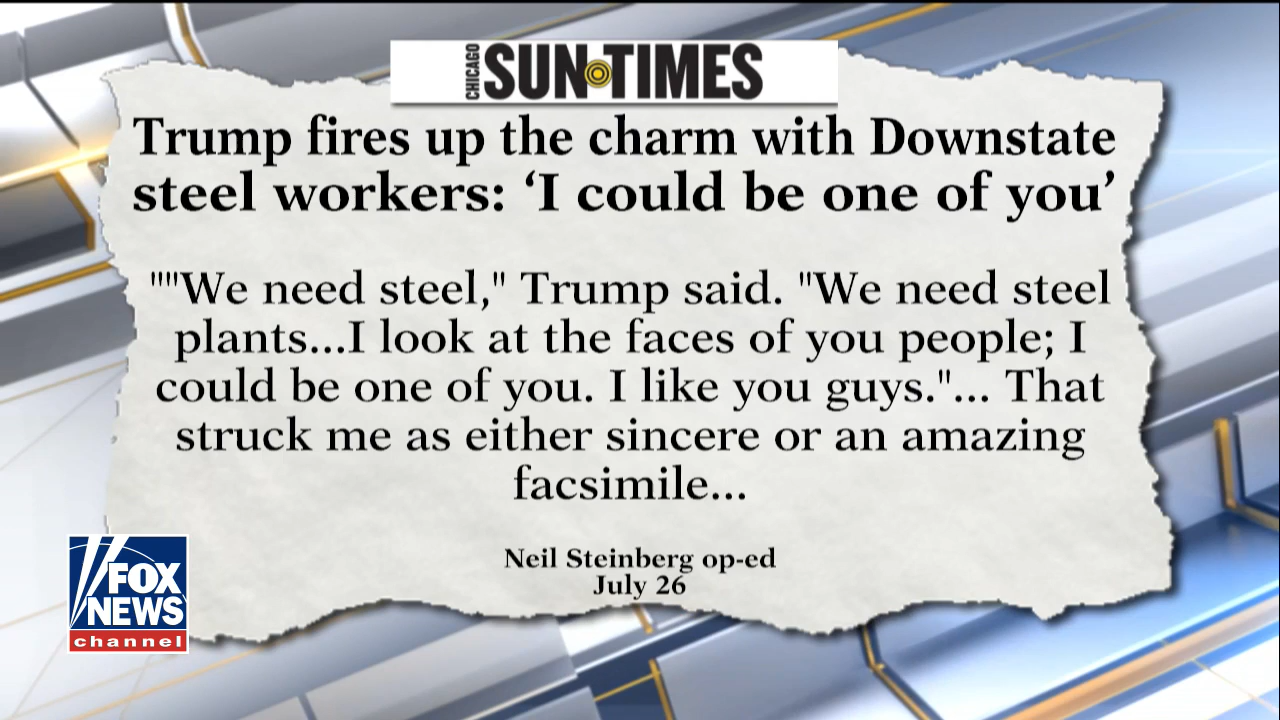 CHICAGO
SUN-TIMES
Trump fires up the charm with Downstate
steel workers: ‘I could be one of you’
""We need steel," Trump said. "We need steel
plants...I look at the faces of you people; I
could be one of you. I like you guys."... That
struck me as either sincere or an amazing
facsimile...
Neil Steinberg op-ed
July 26
FOX
NEWS
channel